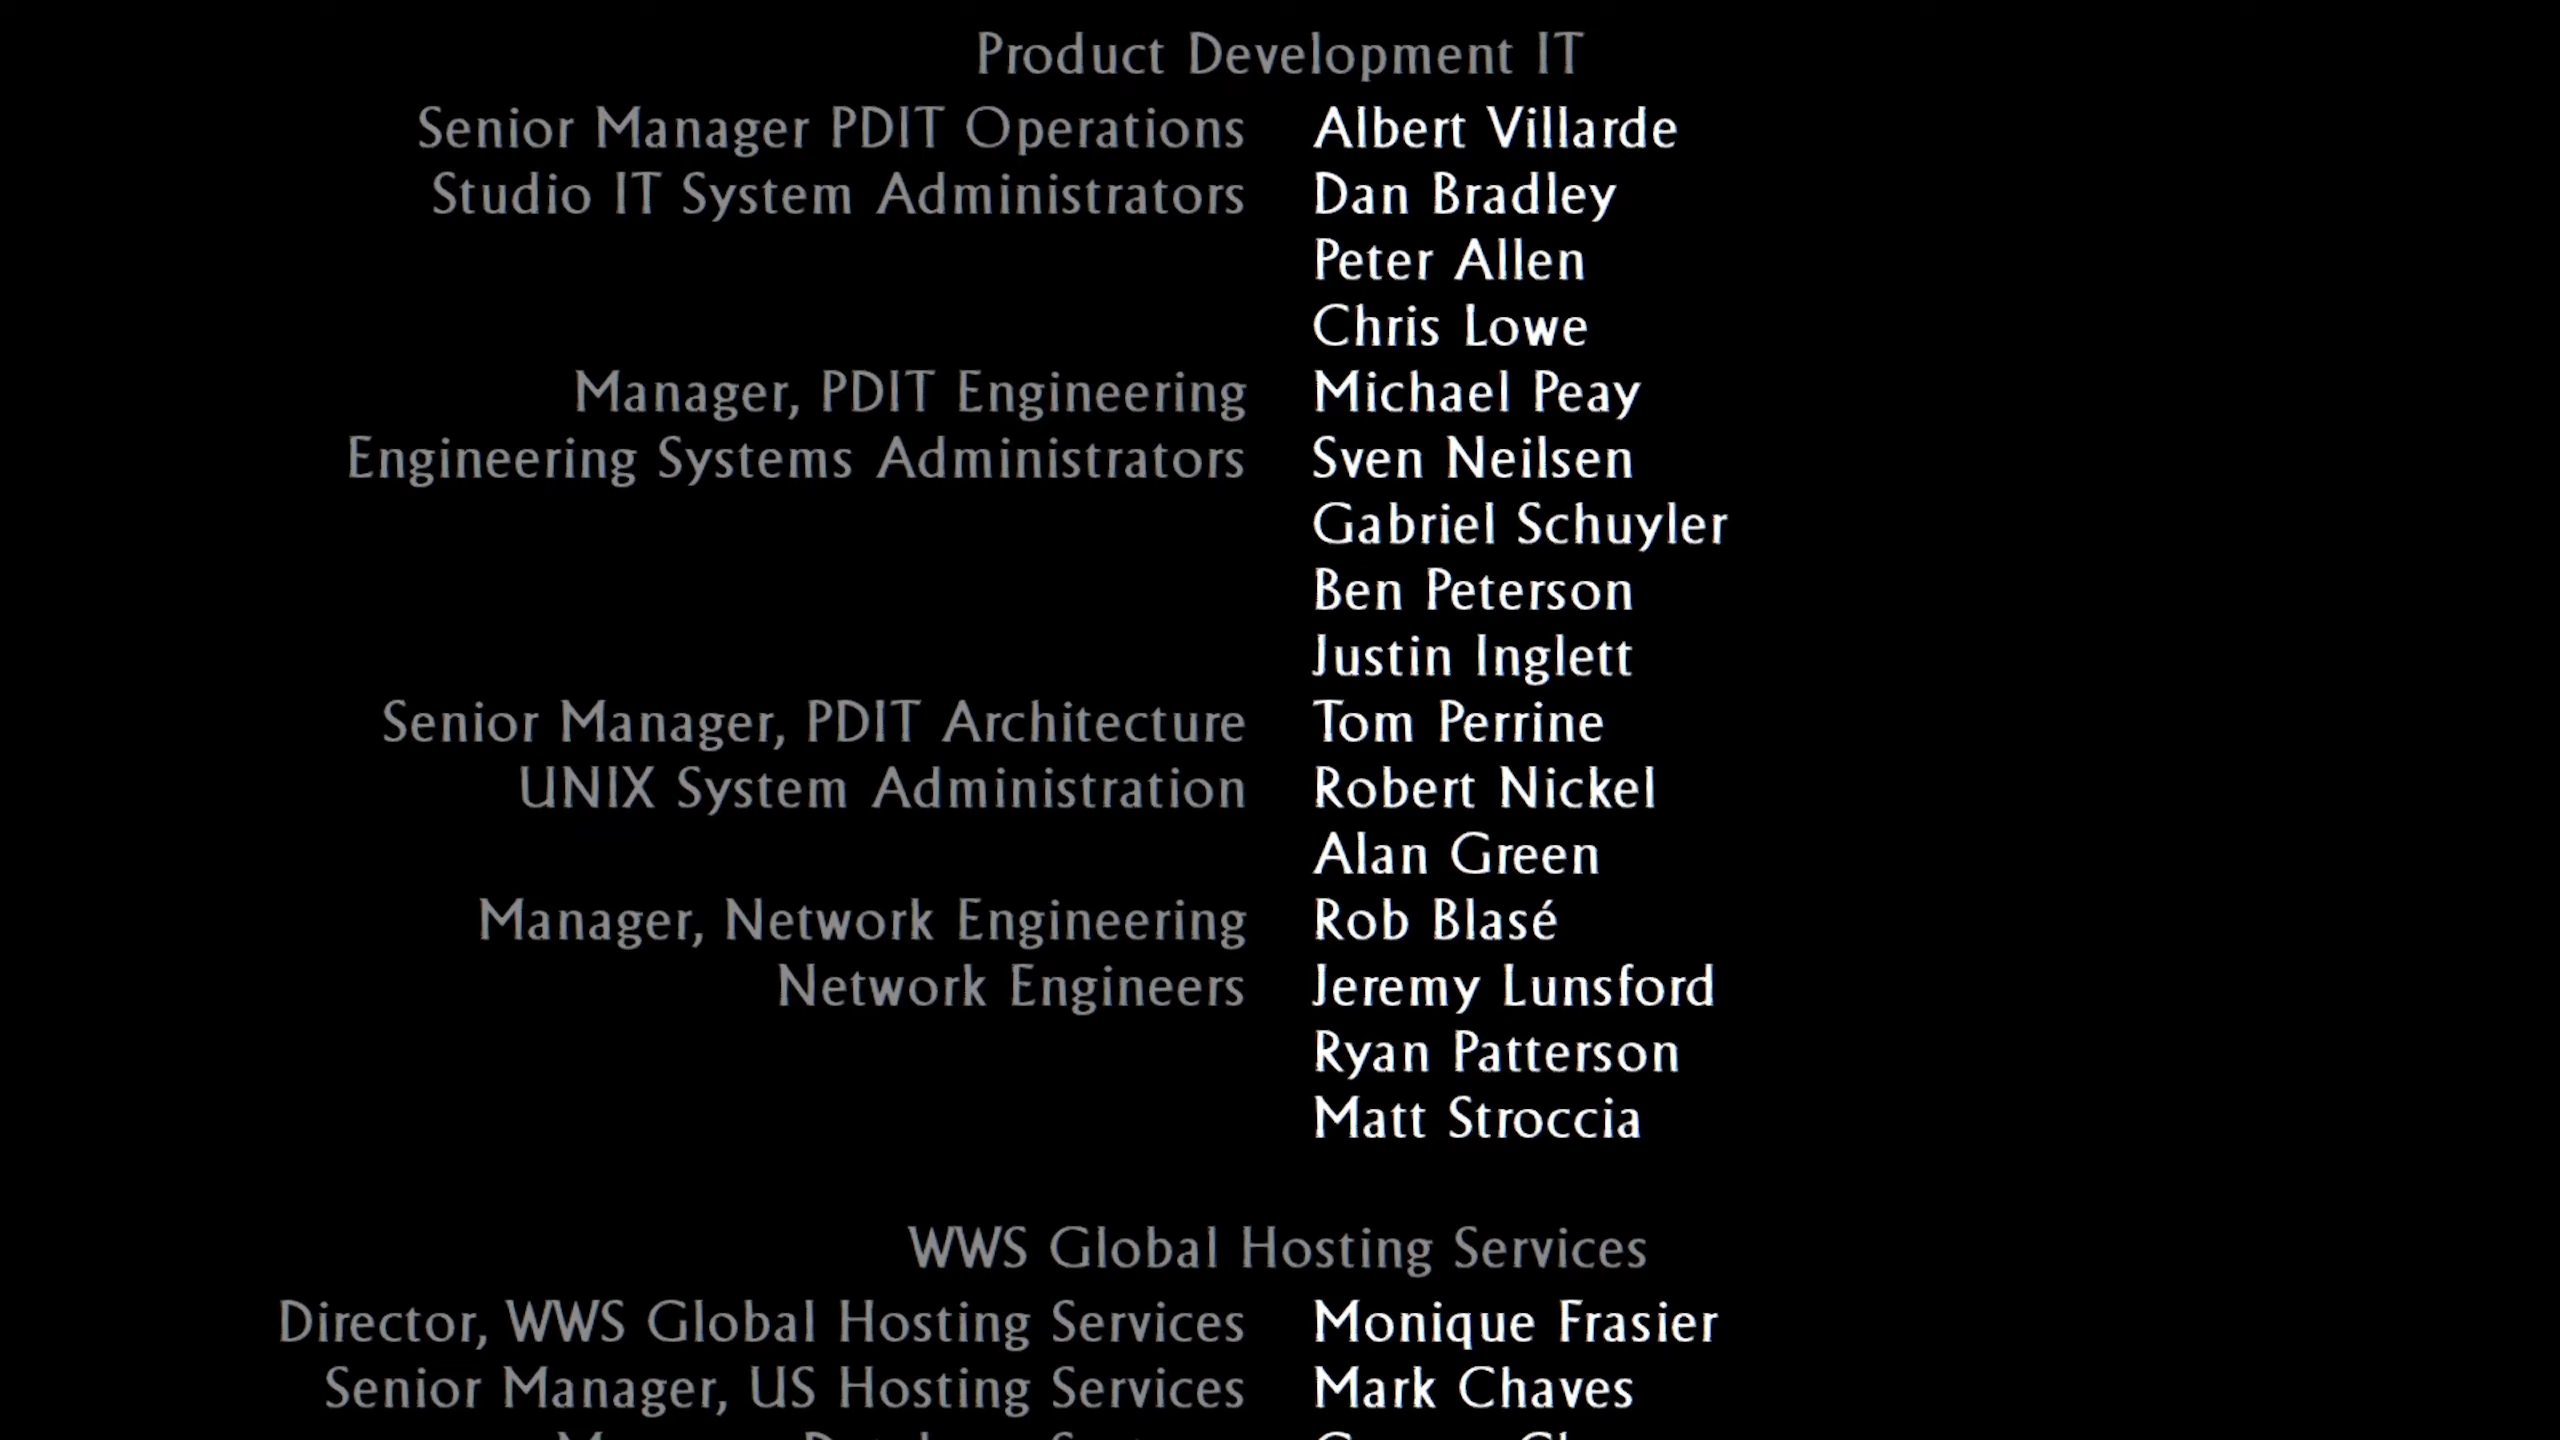 Product Development IT
Senior Manager PDIT Operations Albert Villarde
Studio IT System Administrators Dan Bradley
Peter Allen
Chris Lowe
Manager, PDIT Engineering Michael Peay
Engineering Systems Administrators Sven Neilsen
Gabriel Schuyler
Ben Peterson
Justin Inglett
Senior Manager, PDIT Architecture Tom Perrine
UNIX System Administration Robert Nickel
Alan Green
Manager, Network Engineering Rob Blasé
Network Engineers Jeremy Lunsford
Ryan Patterson
Matt Stroccia
WWS Global Hosting Services
Director, WWS Global Hosting Services Monique Frasier
Senior Manager, US Hosting Services Mark Chaves